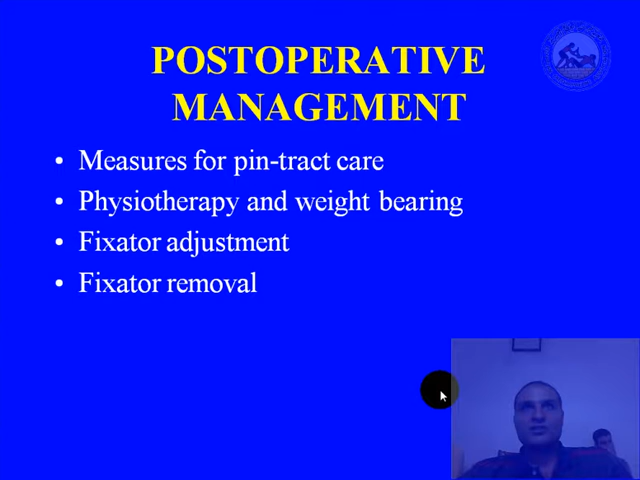 POSTOPERATIVE
MANAGEMENT
• Measures for pin-tract care
• Physiotherapy and weight bearing
• Fixator adjustment
• Fixator removal